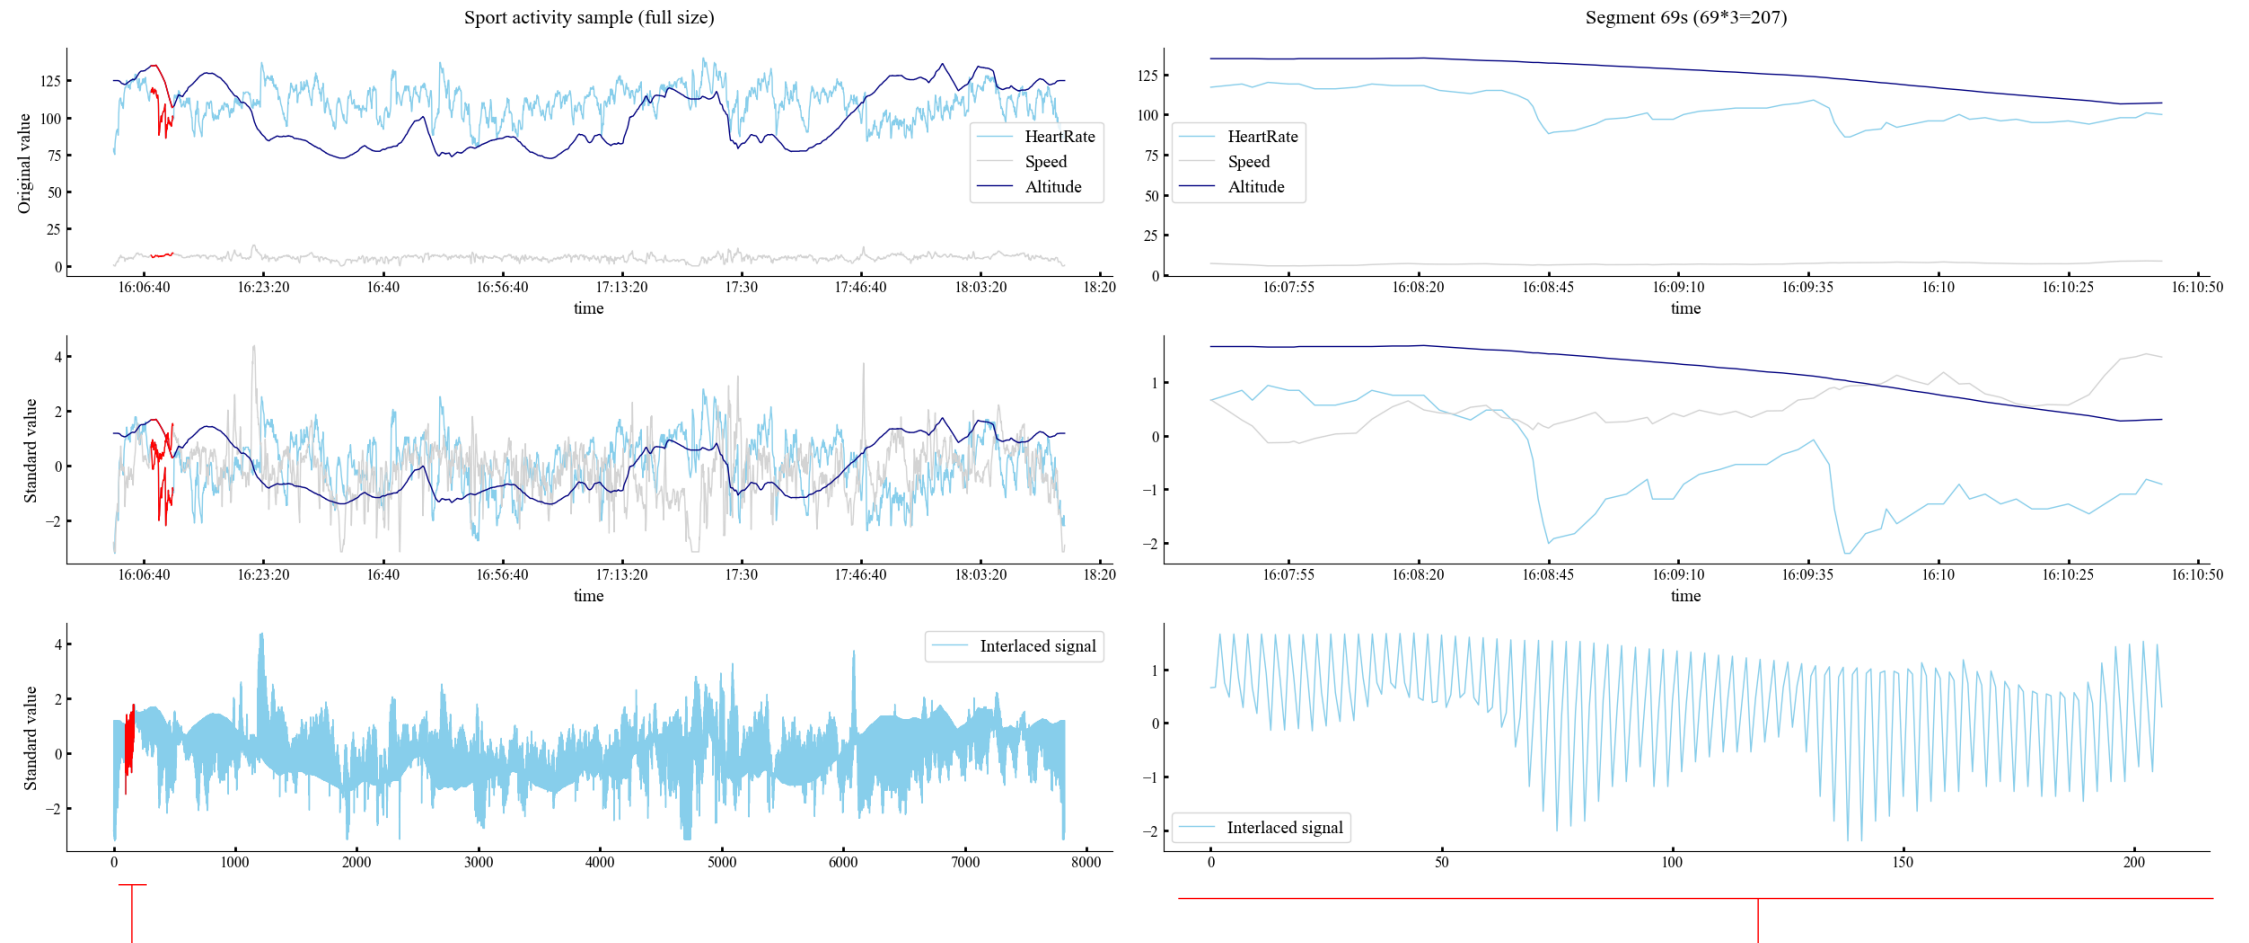 Sport activity sample (full size)
Segment 69s (69*3=207)
Original value
125
100
75
50
25
0
HeartRate
Speed
Altitude
16:06:40 16:23:20 16:40 16:56:40 17:13:20 17:30 17:46:40 18:03:20 18:20
time
125
100
75
50
25
0
HeartRate
Speed
Altitude
16:07:55 16:08:20 16:08:45 16:09:10 16:09:35 16:10 16:10:25 16:10:50
time
Standard value
4
2
0
−2
16:06:40 16:23:20 16:40 16:56:40 17:13:20 17:30 17:46:40 18:03:20 18:20
time
1
0
−1
−2
16:07:55 16:08:20 16:08:45 16:09:10 16:09:35 16:10 16:10:25 16:10:50
time
Standard value
4
2
0
−2
Interlaced signal
0 1000 2000 3000 4000 5000 6000 7000 8000
1
0
−1
−2
Interlaced signal
0 50 100 150 200